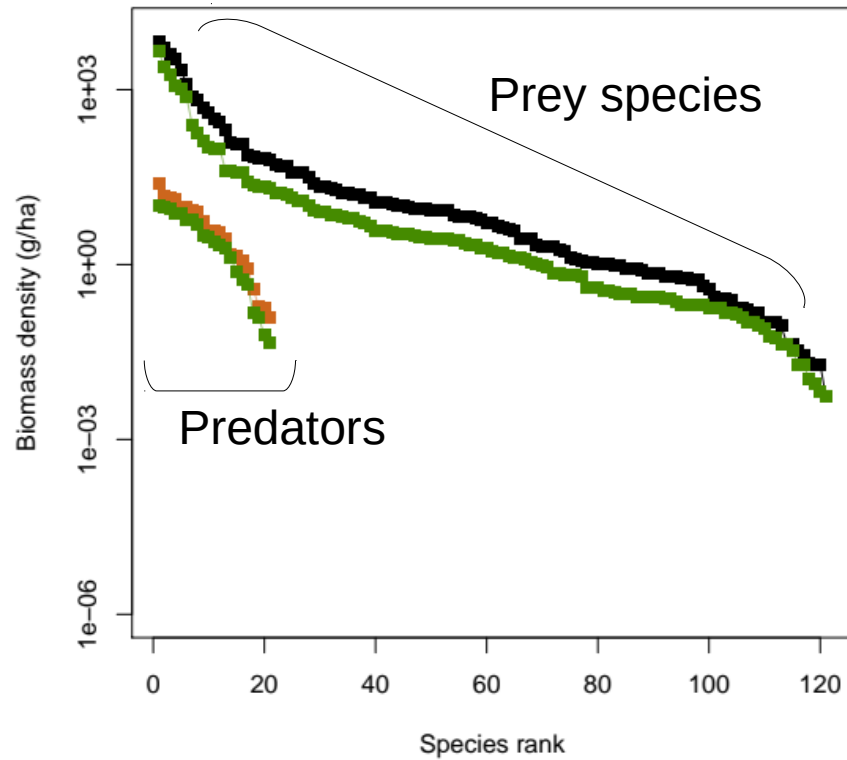 Prey species
Predators
Biomass density (g/ha)
1e+03
1e+00
1e−03
1e−06
0 20 40 60 80 100 120
Species rank